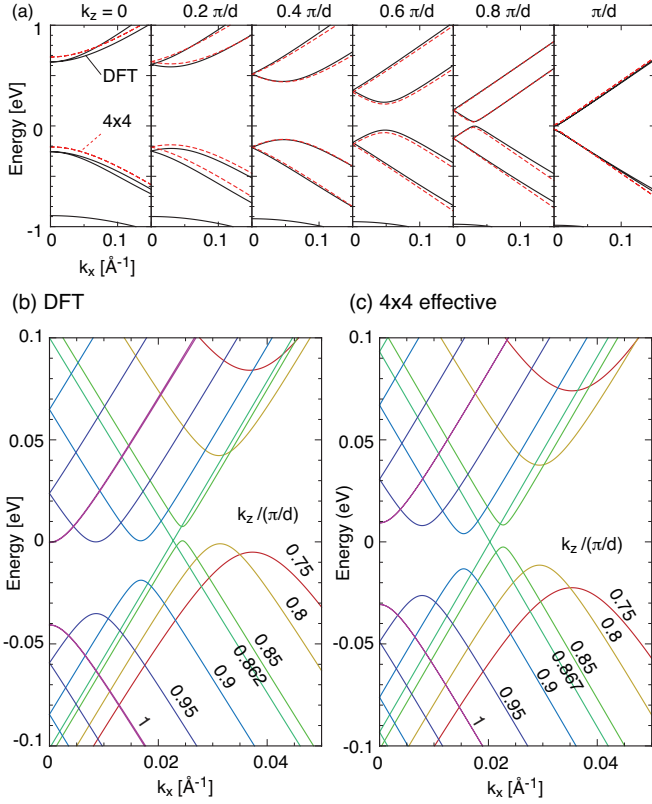 (a) k_z = 0 0.2 π/d 0.4 π/d 0.6 π/d 0.8 π/d π/d
1
DFT
Energy [eV]
0
4x4
-1
0 0.1 0 0.1 0 0.1 0 0.1 0 0.1 0 0.1
k_x [Å⁻¹]
(b) DFT (c) 4x4 effective
0.1 0.1
0.05 0.05
k_z /(π/d) k_z /(π/d)
Energy [eV] Energy (eV)
0 0
0.75 0.75
0.8 0.8
-0.05 -0.05
0.85 0.85
0.862 0.867
0.9 0.9
0.95 0.95
1 1
-0.1 -0.1
0 0.02 0.04 0 0.02 0.04
k_x [Å⁻¹] k_x [Å⁻¹]